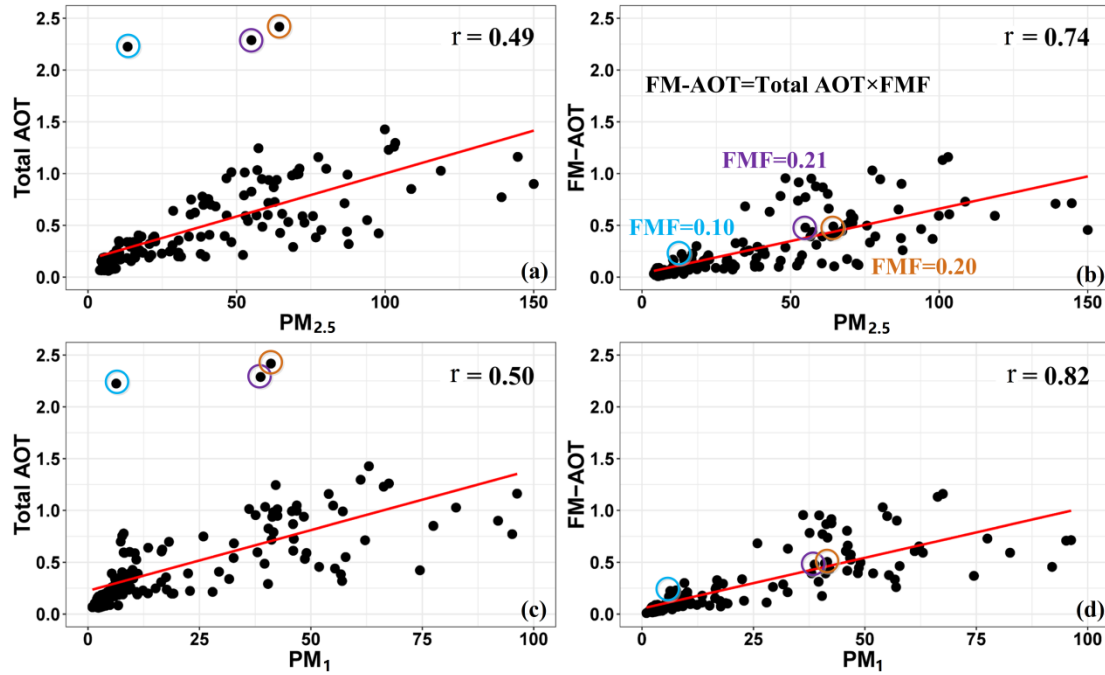 2.5
2.0
1.5
1.0
0.5
0.0
Total AOT
r = 0.49
(a)
0
50
100
150
PM2.5
2.5
2.0
1.5
1.0
0.5
0.0
FM−AOT
r = 0.74
FM-AOT=Total AOT×FMF
FMF=0.21
FMF=0.10
FMF=0.20
(b)
0
50
100
150
PM2.5
2.5
2.0
1.5
1.0
0.5
0.0
Total AOT
r = 0.50
(c)
0
25
50
75
100
PM1
2.5
2.0
1.5
1.0
0.5
0.0
FM−AOT
r = 0.82
(d)
0
25
50
75
100
PM1